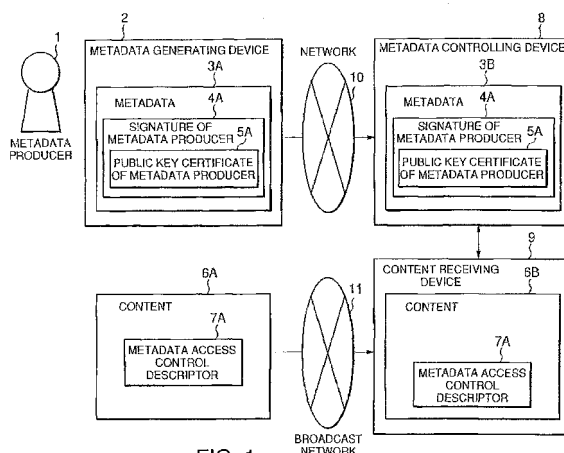 1
METADATA
PRODUCER
2
METADATA GENERATING DEVICE
3A
METADATA
4A
SIGNATURE OF
METADATA PRODUCER
5A
PUBLIC KEY CERTIFICATE
OF METADATA PRODUCER
NETWORK
10
8
METADATA CONTROLLING DEVICE
3B
METADATA
4A
SIGNATURE OF
METADATA PRODUCER
5A
PUBLIC KEY CERTIFICATE
OF METADATA PRODUCER
6A
CONTENT
7A
METADATA ACCESS
CONTROL
DESCRIPTOR
11
BROADCAST
NETWORK
9
CONTENT RECEIVING
DEVICE
6B
CONTENT
7A
METADATA ACCESS
CONTROL
DESCRIPTOR